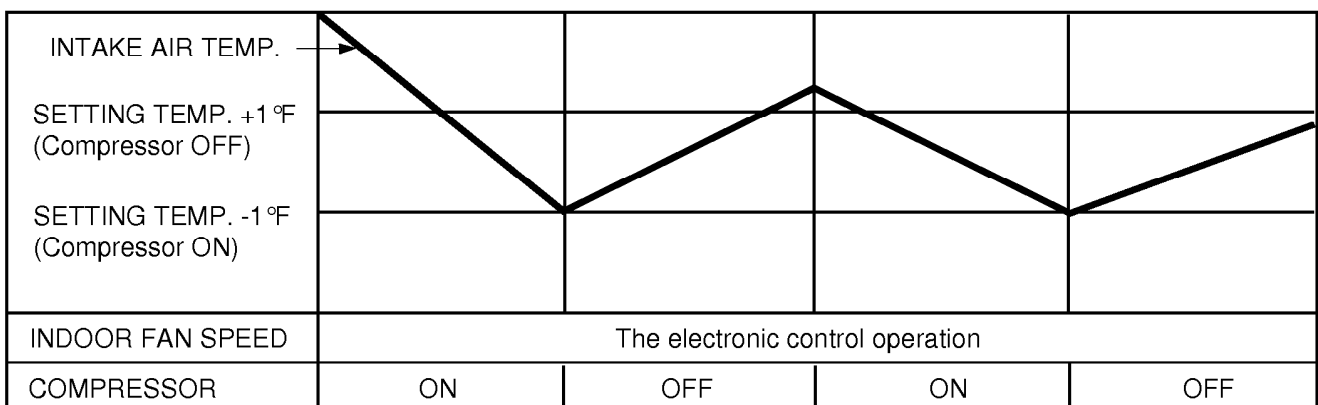 INTAKE AIR TEMP.
SETTING TEMP. +1°F
(Compressor OFF)
SETTING TEMP. -1°F
(Compressor ON)
INDOOR FAN SPEED
The electronic control operation
COMPRESSOR
ON
OFF
ON
OFF